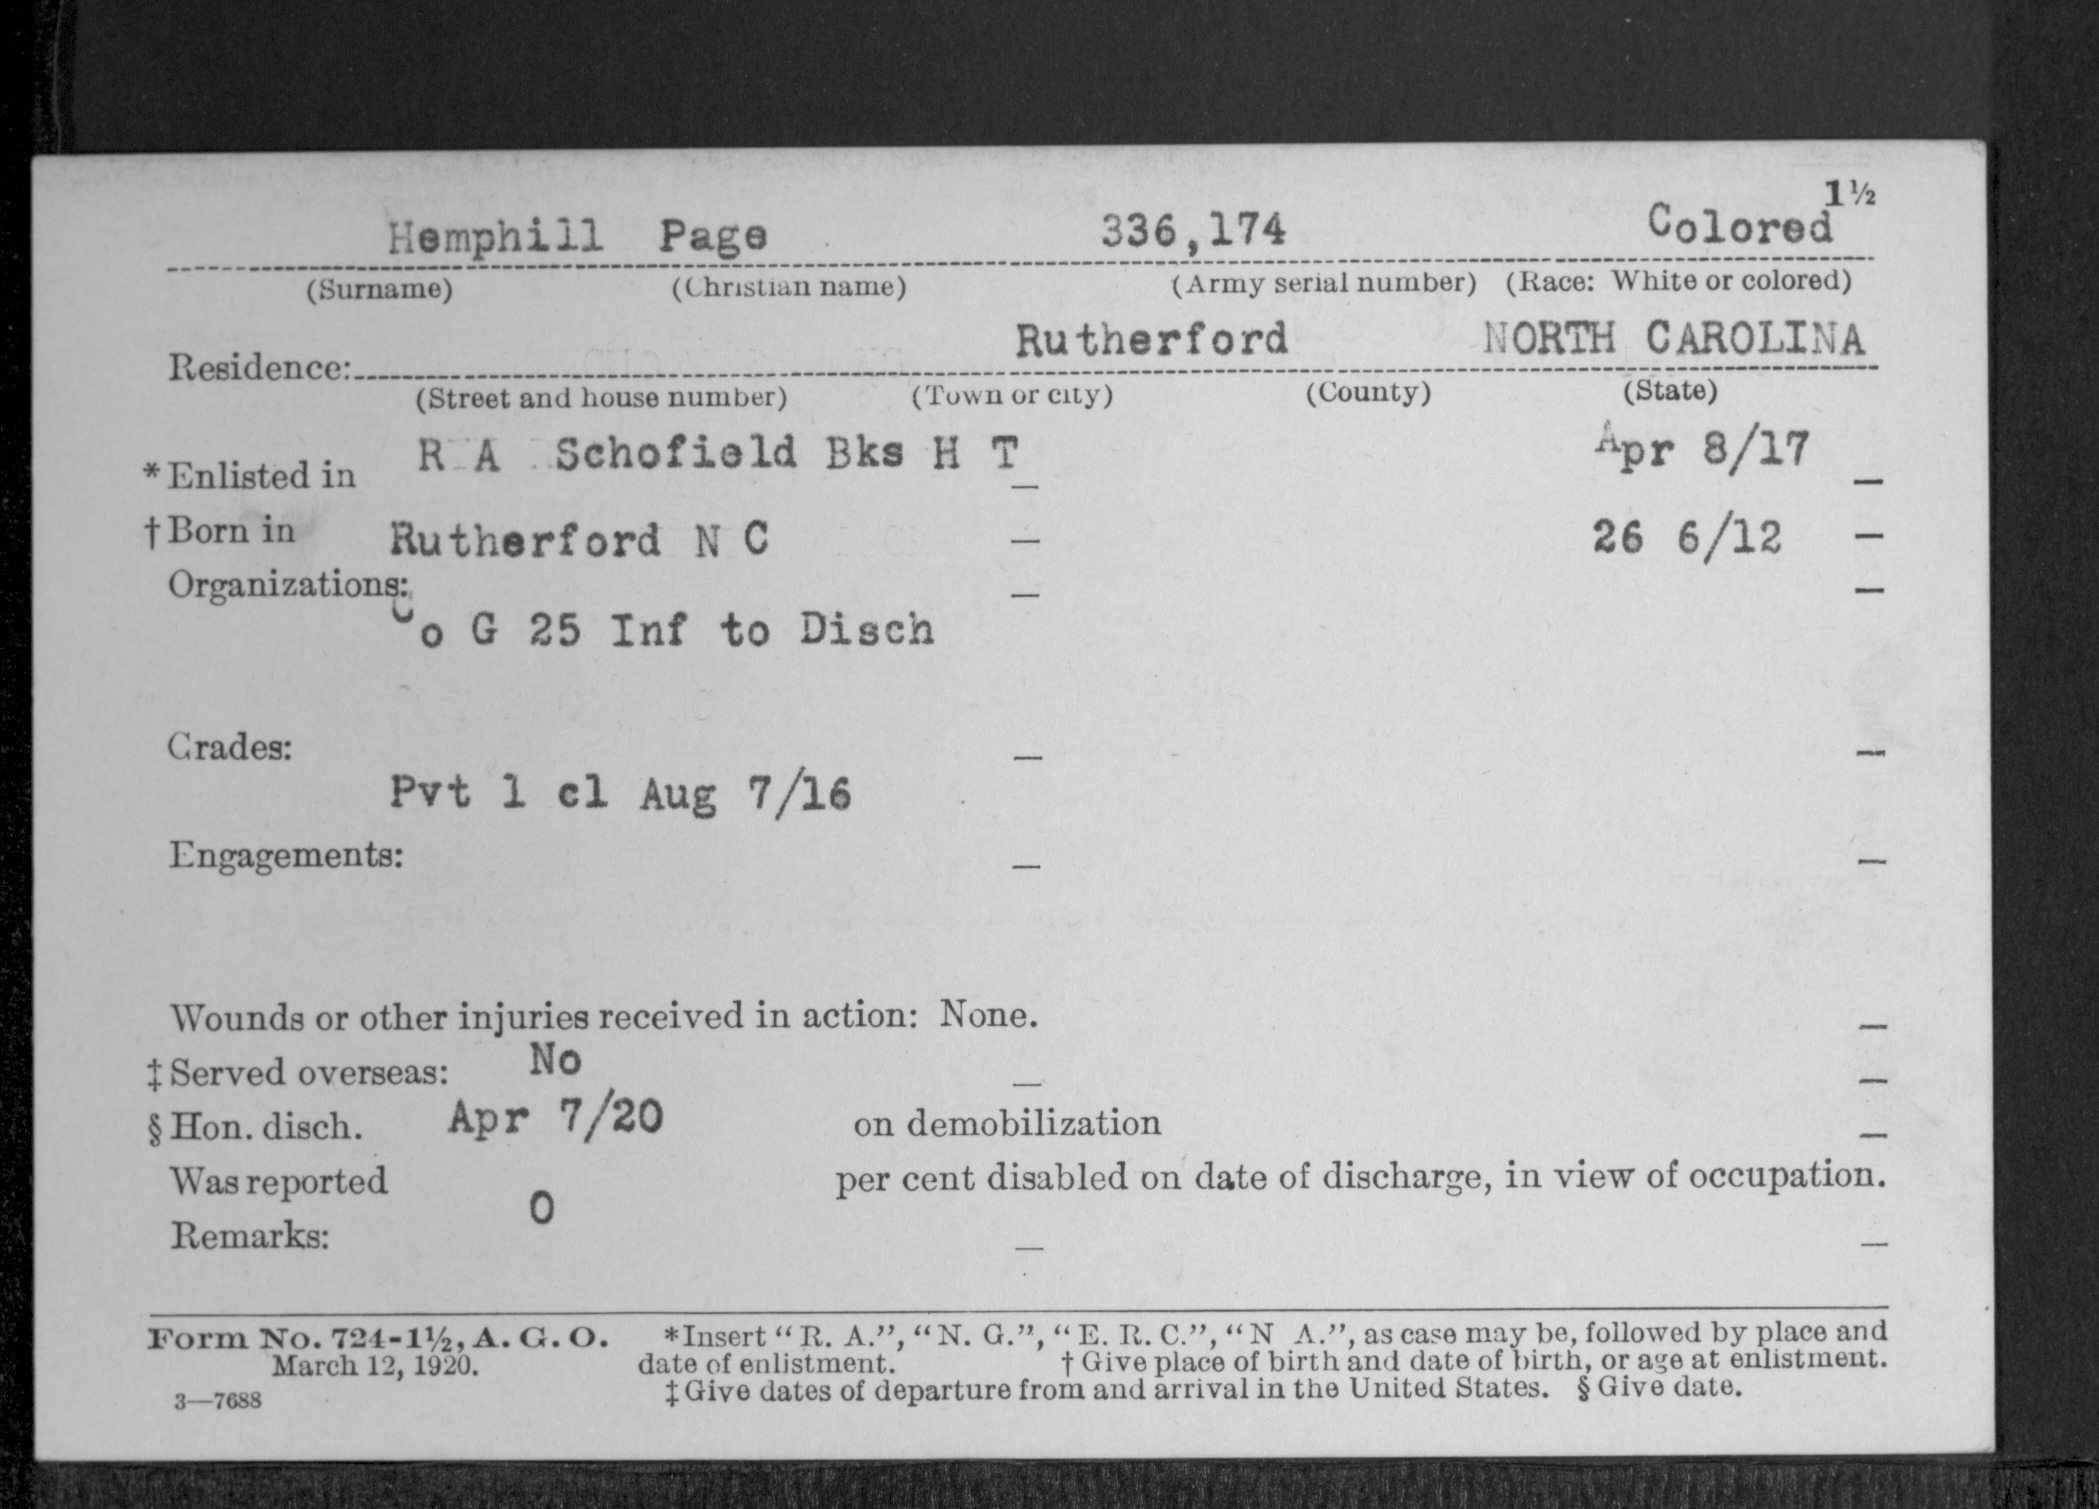 1½
Hemphill Page 336,174 Colored
(Surname) (Christian name) (Army serial number) (Race: White or colored)
Residence: Rutherford NORTH CAROLINA
(Street and house number) (Town or city) (County) (State)
*Enlisted in R A Schofield Bks H T – Apr 8/17 –
†Born in Rutherford N C – 26 6/12 –
Organizations: – –
Co G 25 Inf to Disch
Grades: – –
Pvt 1 cl Aug 7/16
Engagements: – –
Wounds or other injuries received in action: None. –
‡Served overseas: No – –
§Hon. disch. Apr 7/20 on demobilization –
Was reported 0 per cent disabled on date of discharge, in view of occupation.
Remarks: – –
Form No. 724-1½, A. G. O. *Insert "R. A.", "N. G.", "E. R. C.", "N A.", as case may be, followed by place and
March 12, 1920. date of enlistment. †Give place of birth and date of birth, or age at enlistment.
3—7688 ‡Give dates of departure from and arrival in the United States. §Give date.